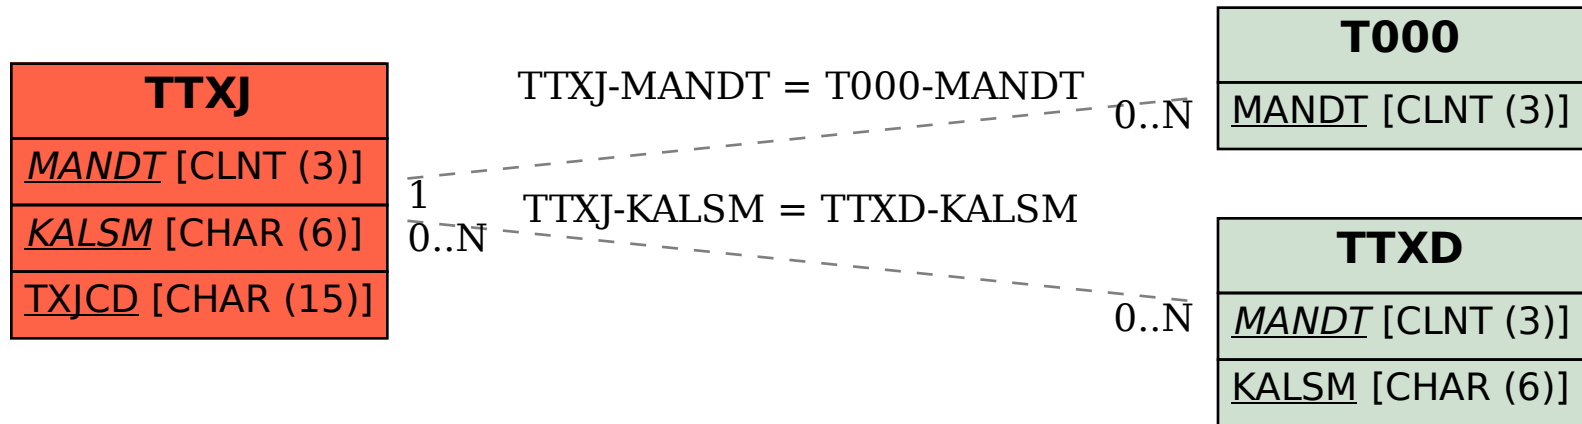 TTXJ
MANDT [CLNT (3)]
KALSM [CHAR (6)]
TXJCD [CHAR (15)]
TTXJ-MANDT = T000-MANDT
1
0..N
TTXJ-KALSM = TTXD-KALSM
0..N
0..N
T000
MANDT [CLNT (3)]
TTXD
MANDT [CLNT (3)]
KALSM [CHAR (6)]